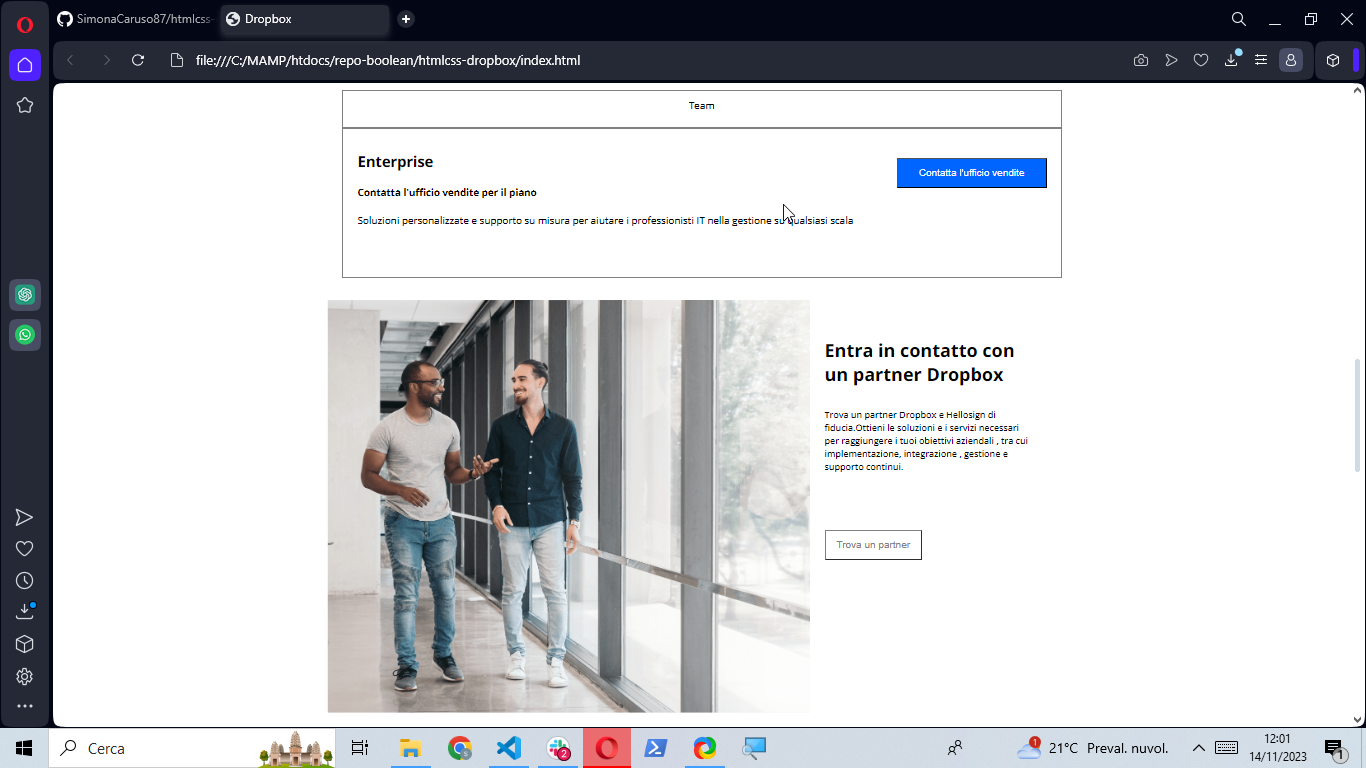 SimonaCaruso87/htmlcss-
Dropbox
file:///C:/MAMP/htdocs/repo-boolean/htmlcss-dropbox/index.html
Team
Enterprise
Contatta l'ufficio vendite
Contatta l'ufficio vendite per il piano
Soluzioni personalizzate e supporto su misura per aiutare i professionisti IT nella gestione su qualsiasi scala
Entra in contatto con
un partner Dropbox
Trova un partner Dropbox e Hellosign di
fiducia.Ottieni le soluzioni e i servizi necessari
per raggiungere i tuoi obiettivi aziendali , tra cui
implementazione, integrazione , gestione e
supporto continui.
Trova un partner
Cerca
2
1
21°C Preval. nuvol.
12:01
14/11/2023
1